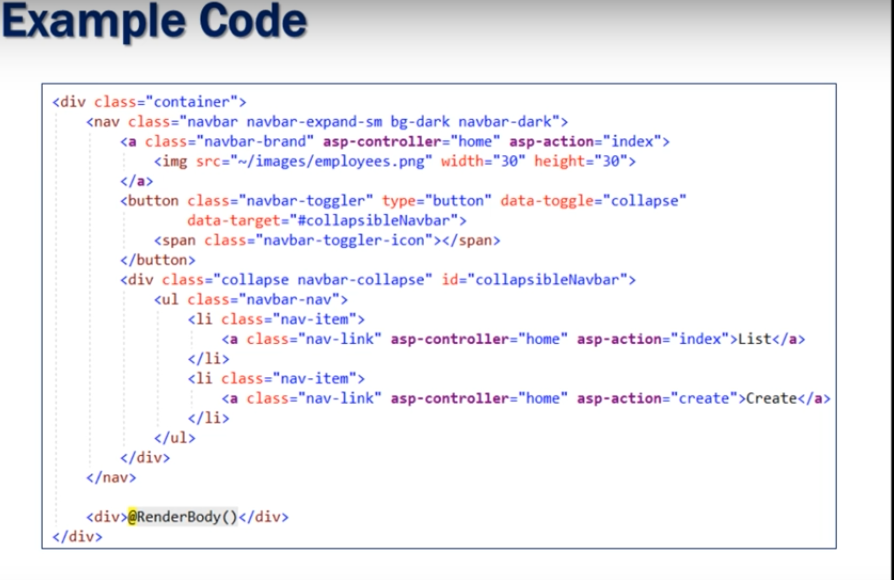 Example Code
<div class="container">
<nav class="navbar navbar-expand-sm bg-dark navbar-dark">
<a class="navbar-brand" asp-controller="home" asp-action="index">
<img src="~/images/employees.png" width="30" height="30">
</a>
<button class="navbar-toggler" type="button" data-toggle="collapse"
data-target="#collapsibleNavbar">
<span class="navbar-toggler-icon"></span>
</button>
<div class="collapse navbar-collapse" id="collapsibleNavbar">
<ul class="navbar-nav">
<li class="nav-item">
<a class="nav-link" asp-controller="home" asp-action="index">List</a>
</li>
<li class="nav-item">
<a class="nav-link" asp-controller="home" asp-action="create">Create</a>
</li>
</ul>
</div>
</nav>
<div>@RenderBody()</div>
</div>